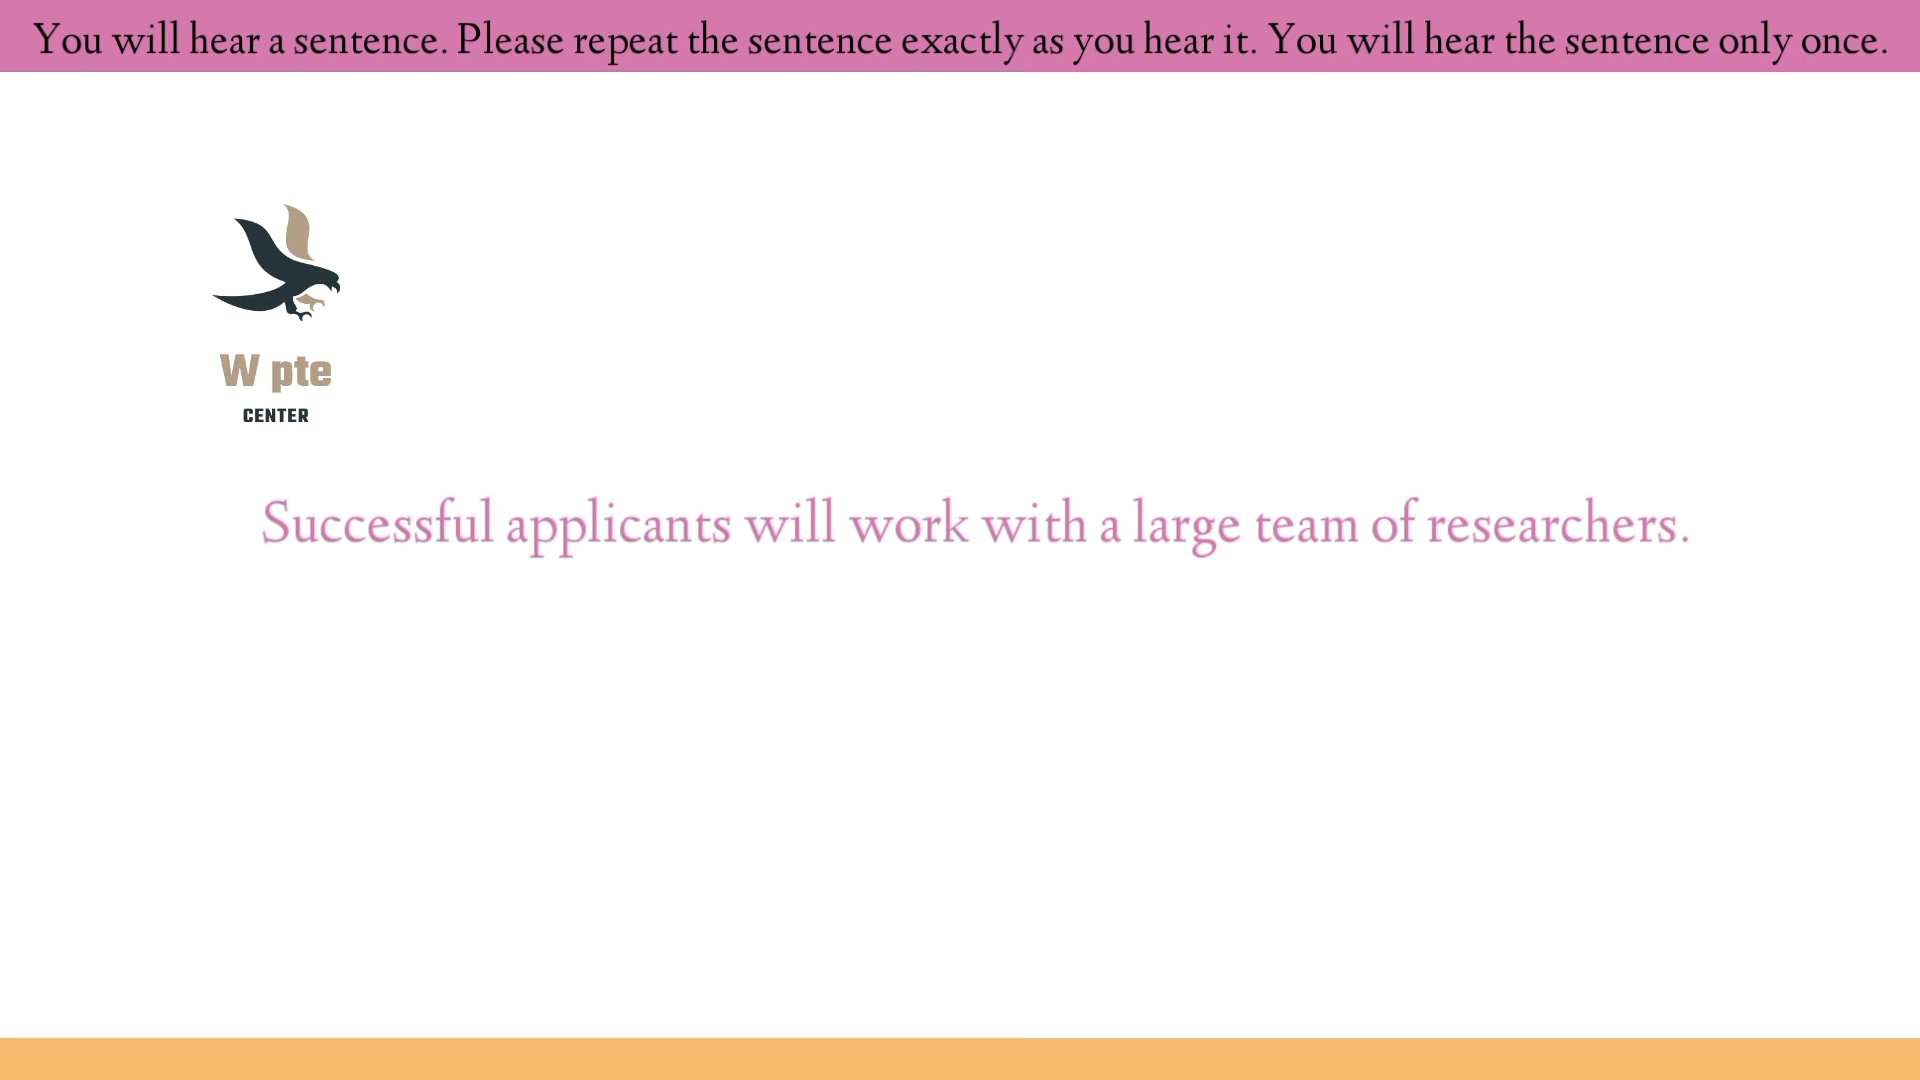 You will hear a sentence. Please repeat the sentence exactly as you hear it. You will hear the sentence only once.
W pte
CENTER
Successful applicants will work with a large team of researchers.